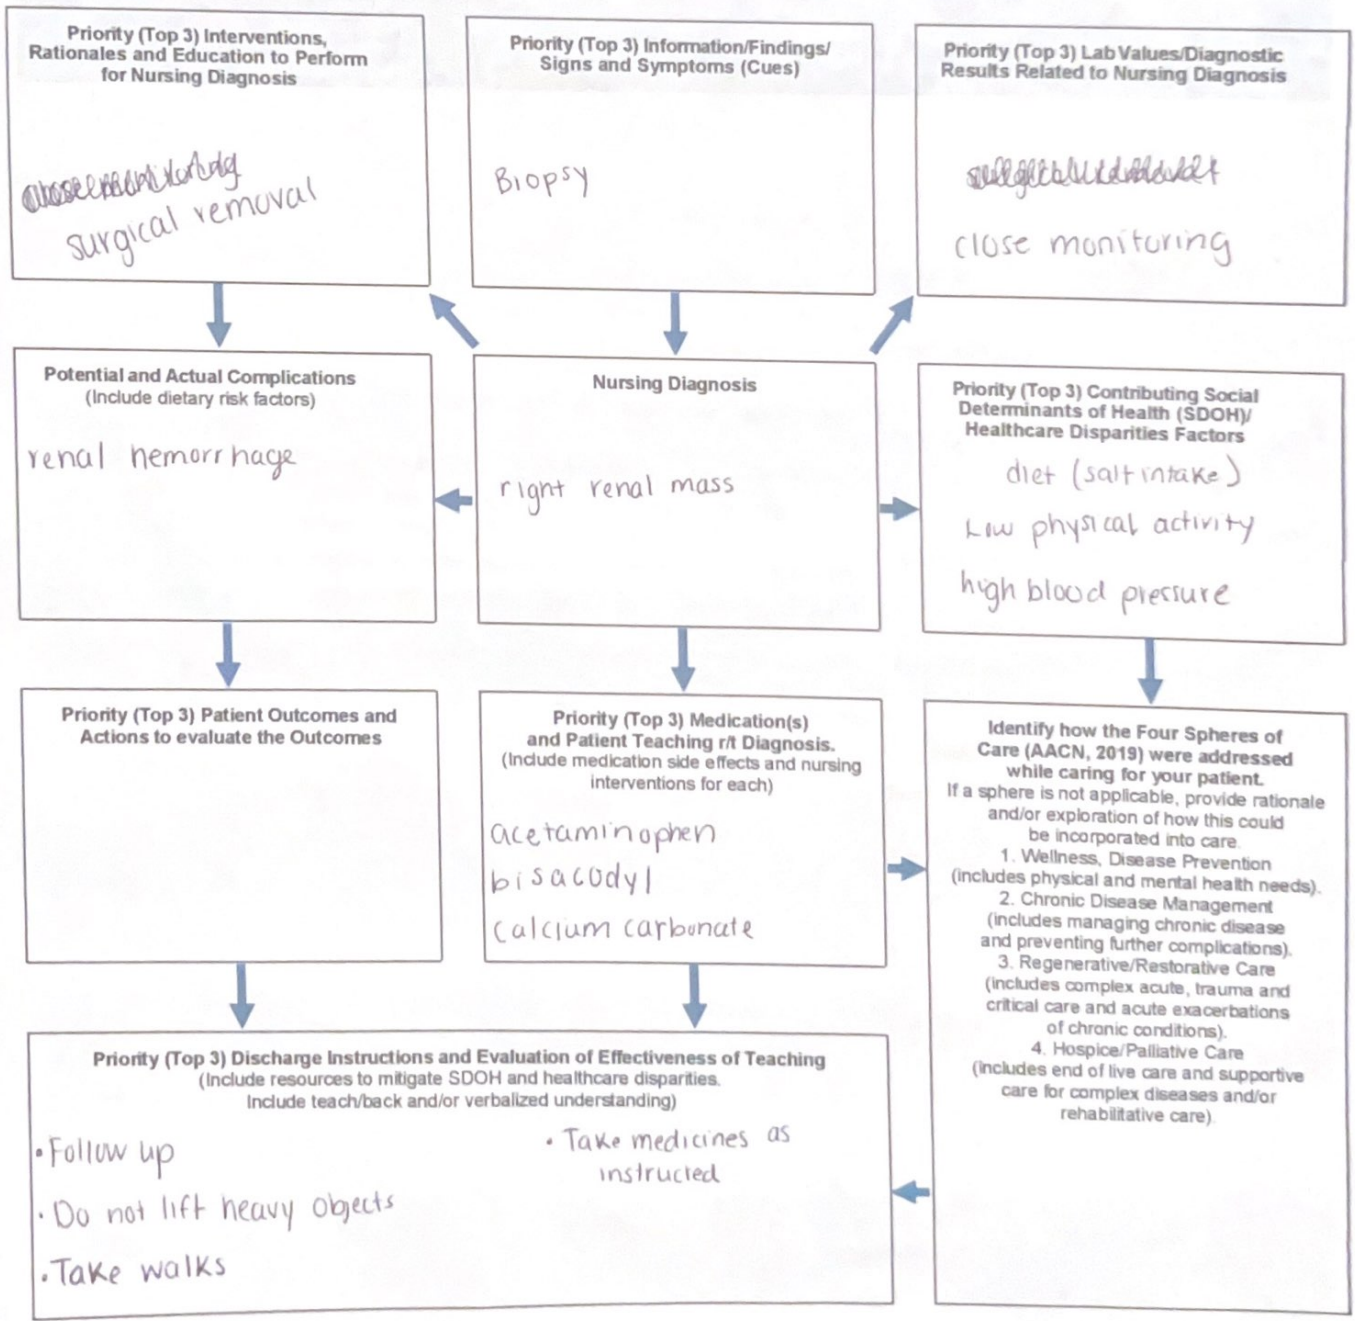 Priority (Top 3) Interventions,
Rationales and Education to Perform
for Nursing Diagnosis
surgical removal
Priority (Top 3) Information/Findings/
Signs and Symptoms (Cues)
Biopsy
Priority (Top 3) Lab Values/Diagnostic
Results Related to Nursing Diagnosis
close monitoring
Potential and Actual Complications
(Include dietary risk factors)
renal hemorrhage
Nursing Diagnosis
right renal mass
Priority (Top 3) Contributing Social
Determinants of Health (SDOH)/
Healthcare Disparities Factors
diet (salt intake)
Low physical activity
high blood pressure
Priority (Top 3) Patient Outcomes and
Actions to evaluate the Outcomes
Priority (Top 3) Medication(s)
and Patient Teaching r/t Diagnosis.
(Include medication side effects and nursing
interventions for each)
acetaminophen
bisacodyl
calcium carbonate
Identify how the Four Spheres of
Care (AACN, 2019) were addressed
while caring for your patient.
If a sphere is not applicable, provide rationale
and/or exploration of how this could
be incorporated into care.
1. Wellness, Disease Prevention
(includes physical and mental health needs).
2. Chronic Disease Management
(includes managing chronic disease
and preventing further complications).
3. Regenerative/Restorative Care
(includes complex acute, trauma and
critical care and acute exacerbations
of chronic conditions).
4. Hospice/Palliative Care
(includes end of live care and supportive
care for complex diseases and/or
rehabilitative care).
Priority (Top 3) Discharge Instructions and Evaluation of Effectiveness of Teaching
(Include resources to mitigate SDOH and healthcare disparities.
Include teach/back and/or verbalized understanding)
• Follow up
• Do not lift heavy objects
• Take walks
• Take medicines as
instructed